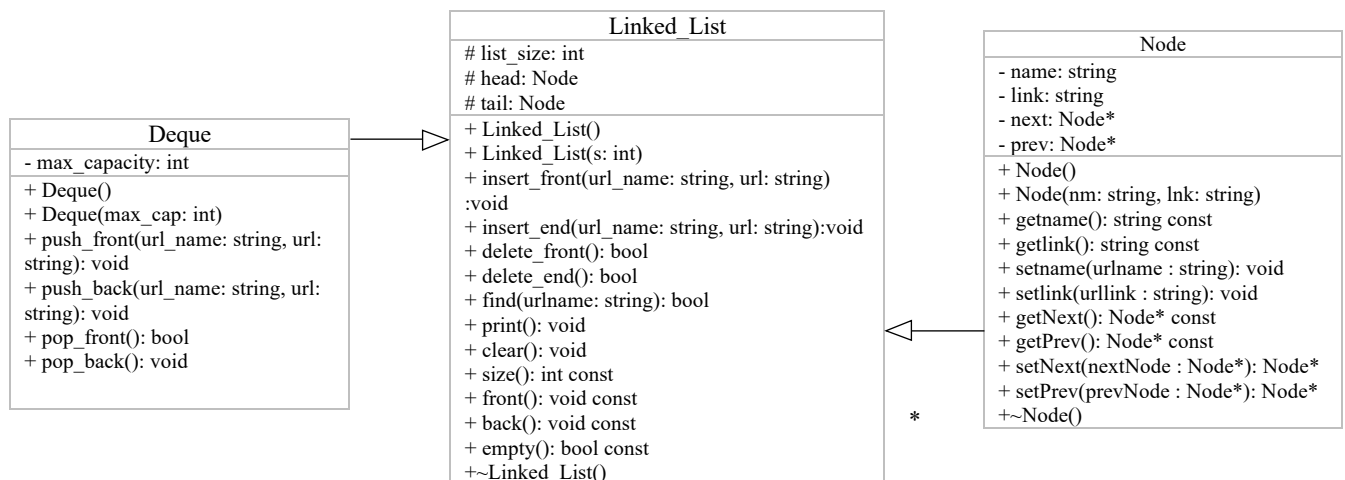 Deque
- max_capacity: int
+ Deque()
+ Deque(max_cap: int)
+ push_front(url_name: string, url:
string): void
+ push_back(url_name: string, url:
string): void
+ pop_front(): bool
+ pop_back(): void
Linked_List
# list_size: int
# head: Node
# tail: Node
+ Linked_List()
+ Linked_List(s: int)
+ insert_front(url_name: string, url: string)
:void
+ insert_end(url_name: string, url: string):void
+ delete_front(): bool
+ delete_end(): bool
+ find(urlname: string): bool
+ print(): void
+ clear(): void
+ size(): int const
+ front(): void const
+ back(): void const
+ empty(): bool const
+~Linked_List()
*
Node
- name: string
- link: string
- next: Node*
- prev: Node*
+ Node()
+ Node(nm: string, lnk: string)
+ getname(): string const
+ getlink(): string const
+ setname(urlname : string): void
+ setlink(urllink : string): void
+ getNext(): Node* const
+ getPrev(): Node* const
+ setNext(nextNode : Node*): Node*
+ setPrev(prevNode : Node*): Node*
+~Node()